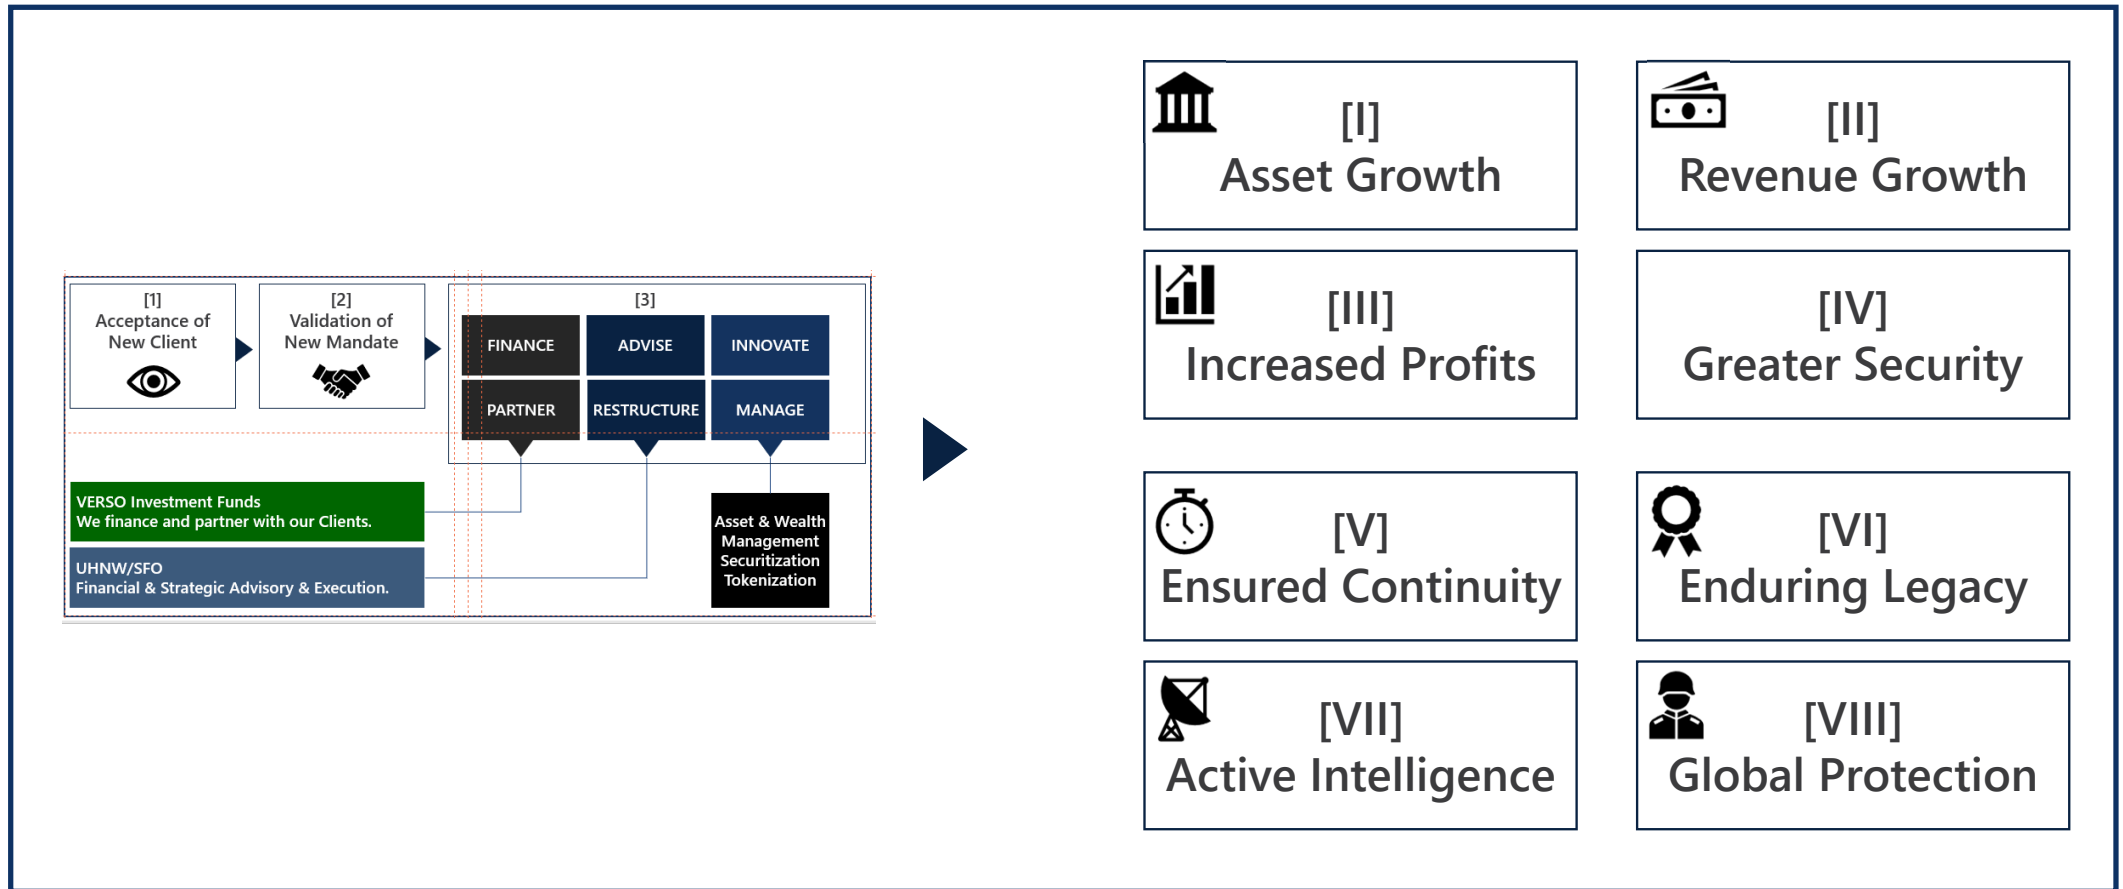 [1]
Acceptance of
New Client
[2]
Validation of
New Mandate
[3]
FINANCE
ADVISE
INNOVATE
PARTNER
RESTRUCTURE
MANAGE
VERSO Investment Funds
We finance and partner with our Clients.
UHNW/SFO
Financial & Strategic Advisory & Execution.
Asset & Wealth
Management
Securitization
Tokenization
[I]
Asset Growth
[II]
Revenue Growth
[III]
Increased Profits
[IV]
Greater Security
[V]
Ensured Continuity
[VI]
Enduring Legacy
[VII]
Active Intelligence
[VIII]
Global Protection